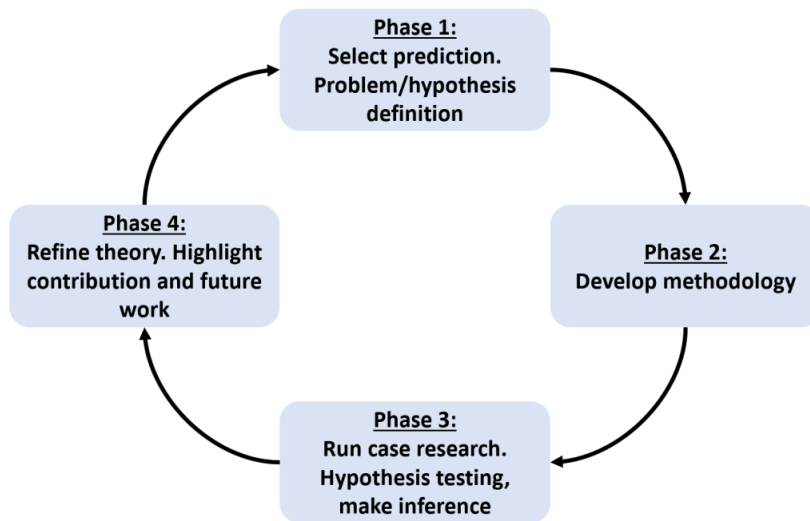 Phase 1:
Select prediction.
Problem/hypothesis
definition
Phase 2:
Develop methodology
Phase 3:
Run case research.
Hypothesis testing,
make inference
Phase 4:
Refine theory. Highlight
contribution and future
work